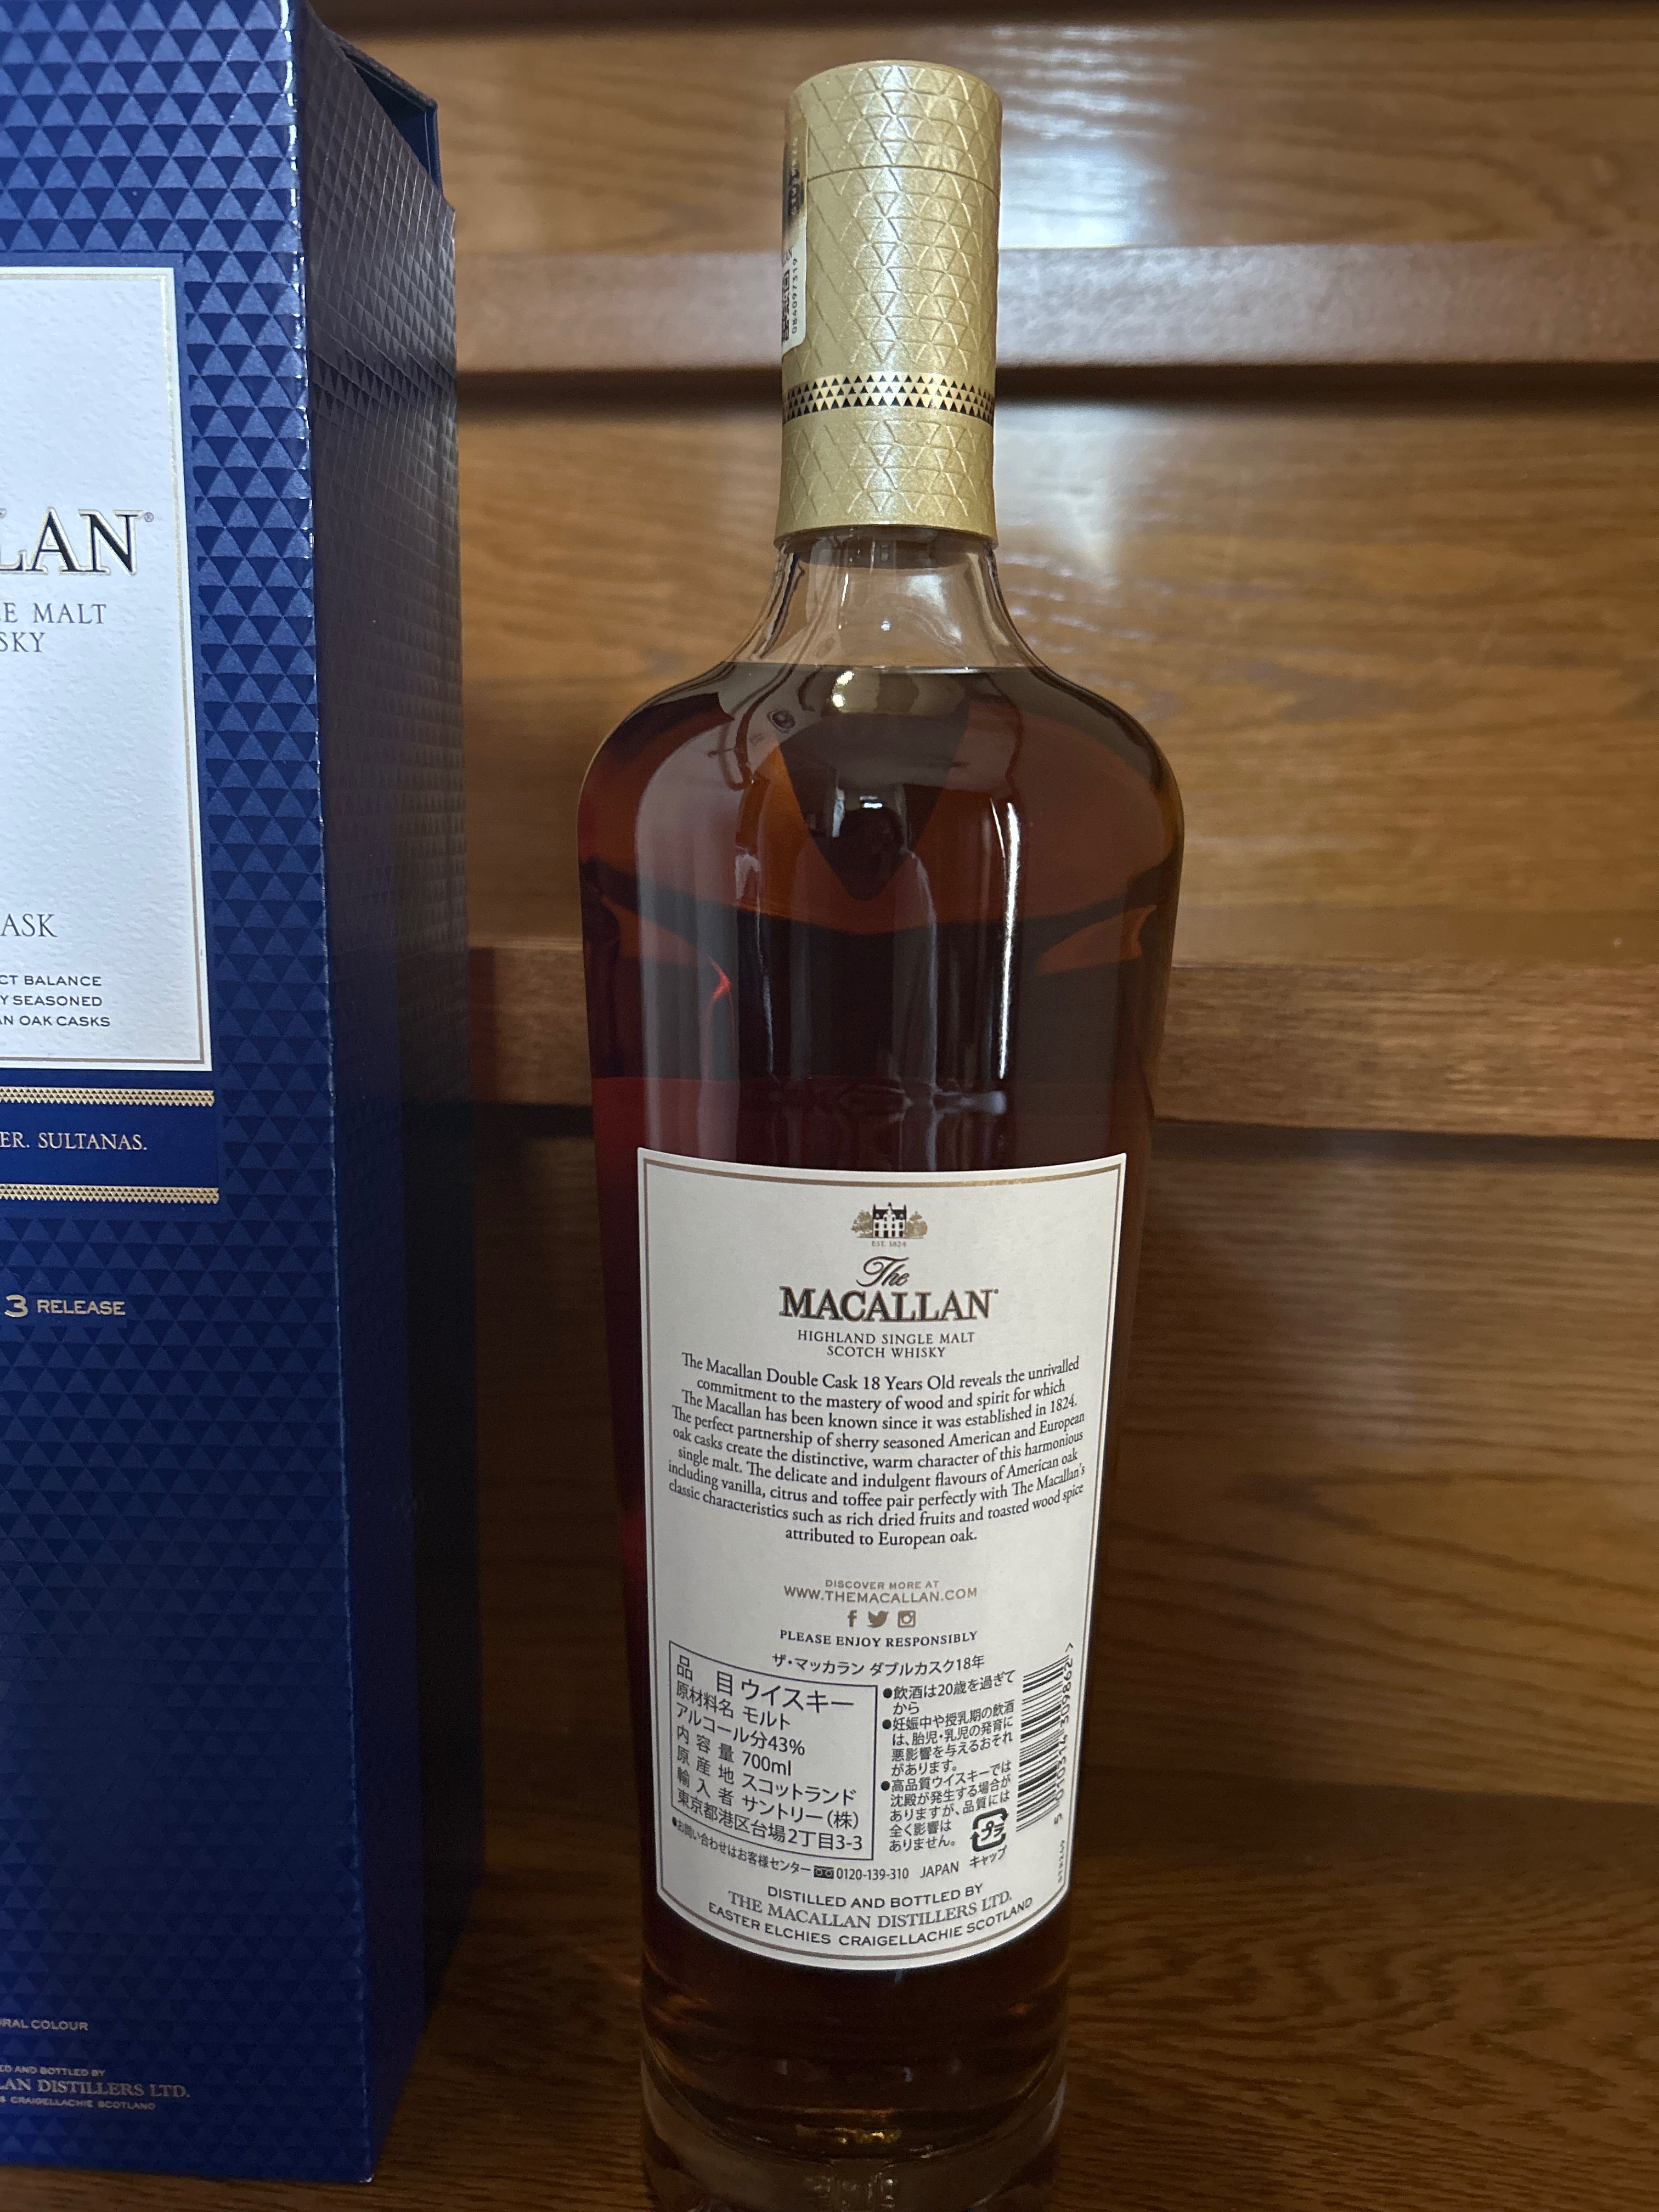 LAN®
E MALT
SKY
ASK
CT BALANCE
Y SEASONED
AN OAK CASKS
ER. SULTANAS.
3 RELEASE
RAL COLOUR
ED AND BOTTLED BY
LAN DISTILLERS LTD.
CRAIGELLACHIE SCOTLAND
EST. 1824
The
MACALLAN®
HIGHLAND SINGLE MALT
SCOTCH WHISKY
The Macallan Double Cask 18 Years Old reveals the unrivalled
commitment to the mastery of wood and spirit for which
The Macallan has been known since it was established in 1824.
The perfect partnership of sherry seasoned American and European
oak casks create the distinctive, warm character of this harmonious
single malt. The delicate and indulgent flavours of American oak
including vanilla, citrus and toffee pair perfectly with The Macallan's
classic characteristics such as rich dried fruits and toasted wood spice
attributed to European oak.
DISCOVER MORE AT
WWW.THEMACALLAN.COM
PLEASE ENJOY RESPONSIBLY
ザ・マッカラン ダブルカスク18年
品 目 ウイスキー
原材料名 モルト
アルコール分43%
内容量 700ml
原産地 スコットランド
輸入者 サントリー(株)
東京都港区台場2丁目3-3
●飲酒は20歳を過ぎて
から
●妊娠中や授乳期の飲酒
は、胎児・乳児の発育に
悪影響を与えるおそれ
があります。
●高品質ウイスキーでは
沈殿が発生する場合が
ありますが、品質には
全く影響は
ありません。
プラ
キャップ
5 010314 309862 >
●お問い合わせはお客様センター 0120-139-310 JAPAN
DISTILLED AND BOTTLED BY
THE MACALLAN DISTILLERS LTD.
EASTER ELCHIES CRAIGELLACHIE SCOTLAND